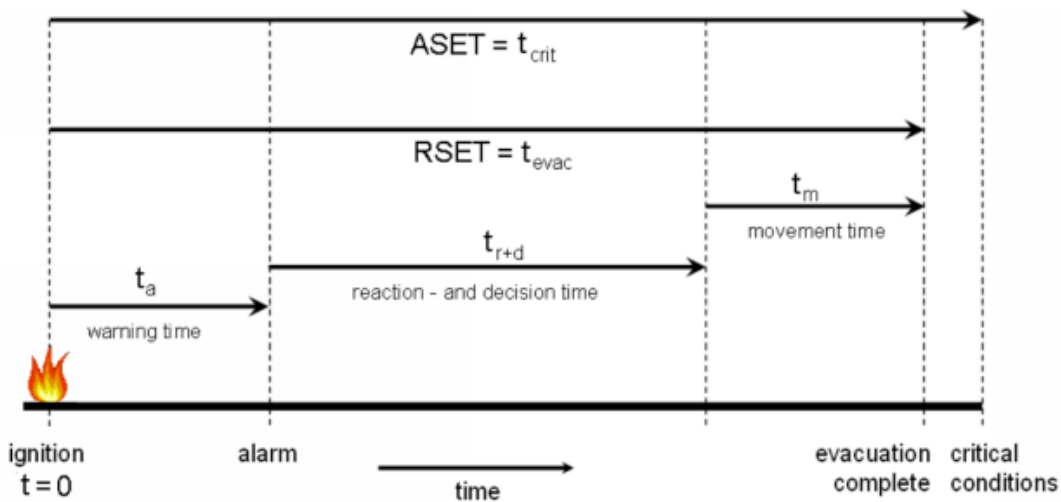 ASET = t_crit
RSET = t_evac
t_m
movement time
t_r+d
reaction - and decision time
t_a
warning time
ignition
t = 0
alarm
time
evacuation
complete
critical
conditions